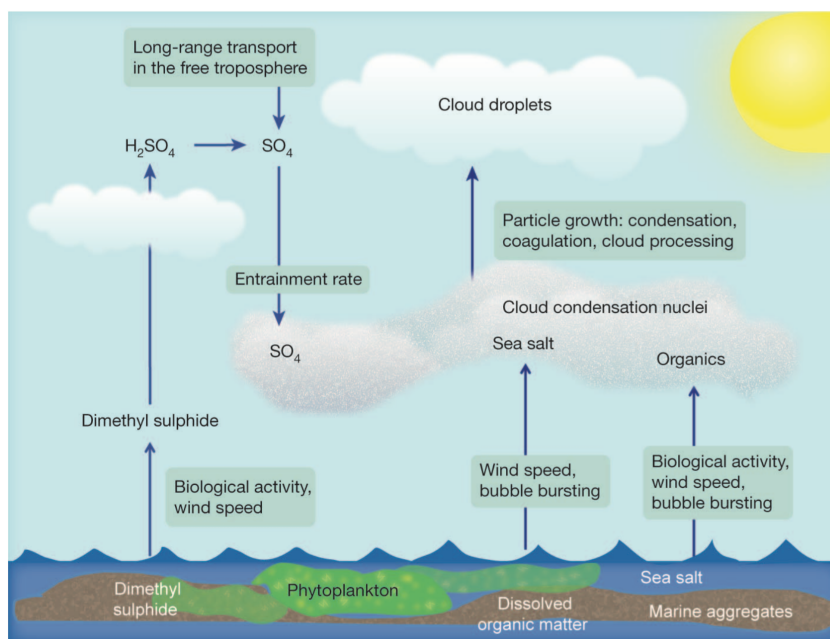 Long-range transport
in the free troposphere
Cloud droplets
H₂SO₄
SO₄
Particle growth: condensation,
coagulation, cloud processing
Entrainment rate
Cloud condensation nuclei
SO₄
Sea salt
Organics
Dimethyl sulphide
Biological activity,
wind speed
Wind speed,
bubble bursting
Biological activity,
wind speed,
bubble bursting
Dimethyl
sulphide
Phytoplankton
Sea salt
Dissolved
organic matter
Marine aggregates